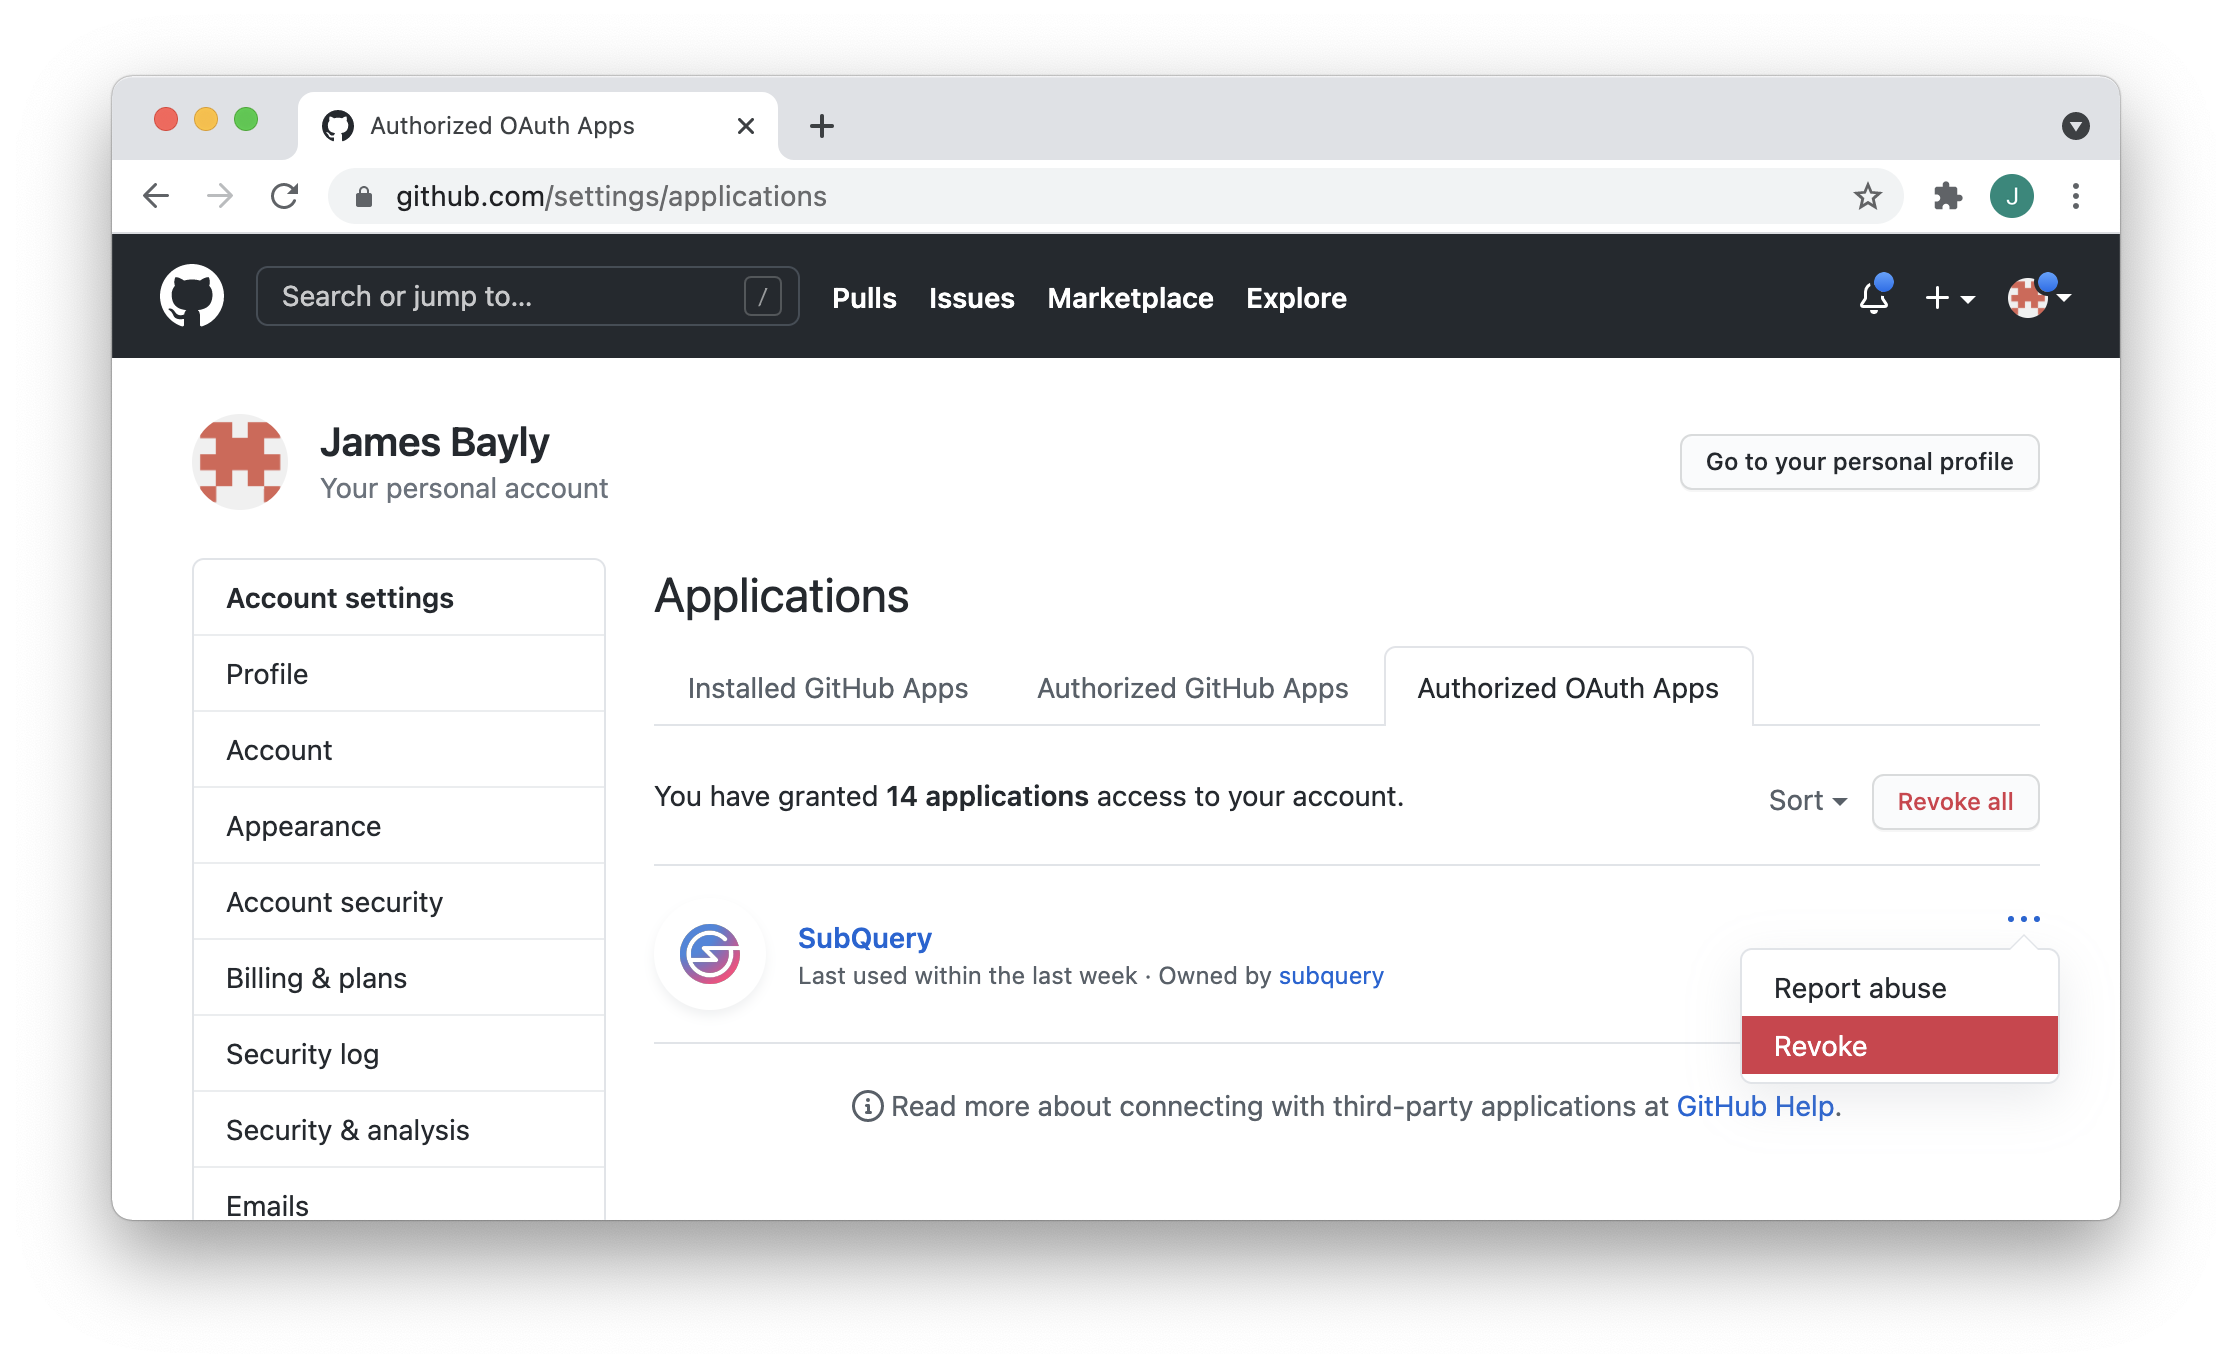 Authorized OAuth Apps
github.com/settings/applications
J
Search or jump to... /
Pulls Issues Marketplace Explore
James Bayly
Your personal account
Go to your personal profile
Account settings
Profile
Account
Appearance
Account security
Billing & plans
Security log
Security & analysis
Emails
Applications
Installed GitHub Apps Authorized GitHub Apps Authorized OAuth Apps
You have granted 14 applications access to your account.
Sort Revoke all
SubQuery
Last used within the last week · Owned by subquery
Report abuse
Revoke
Read more about connecting with third-party applications at GitHub Help.